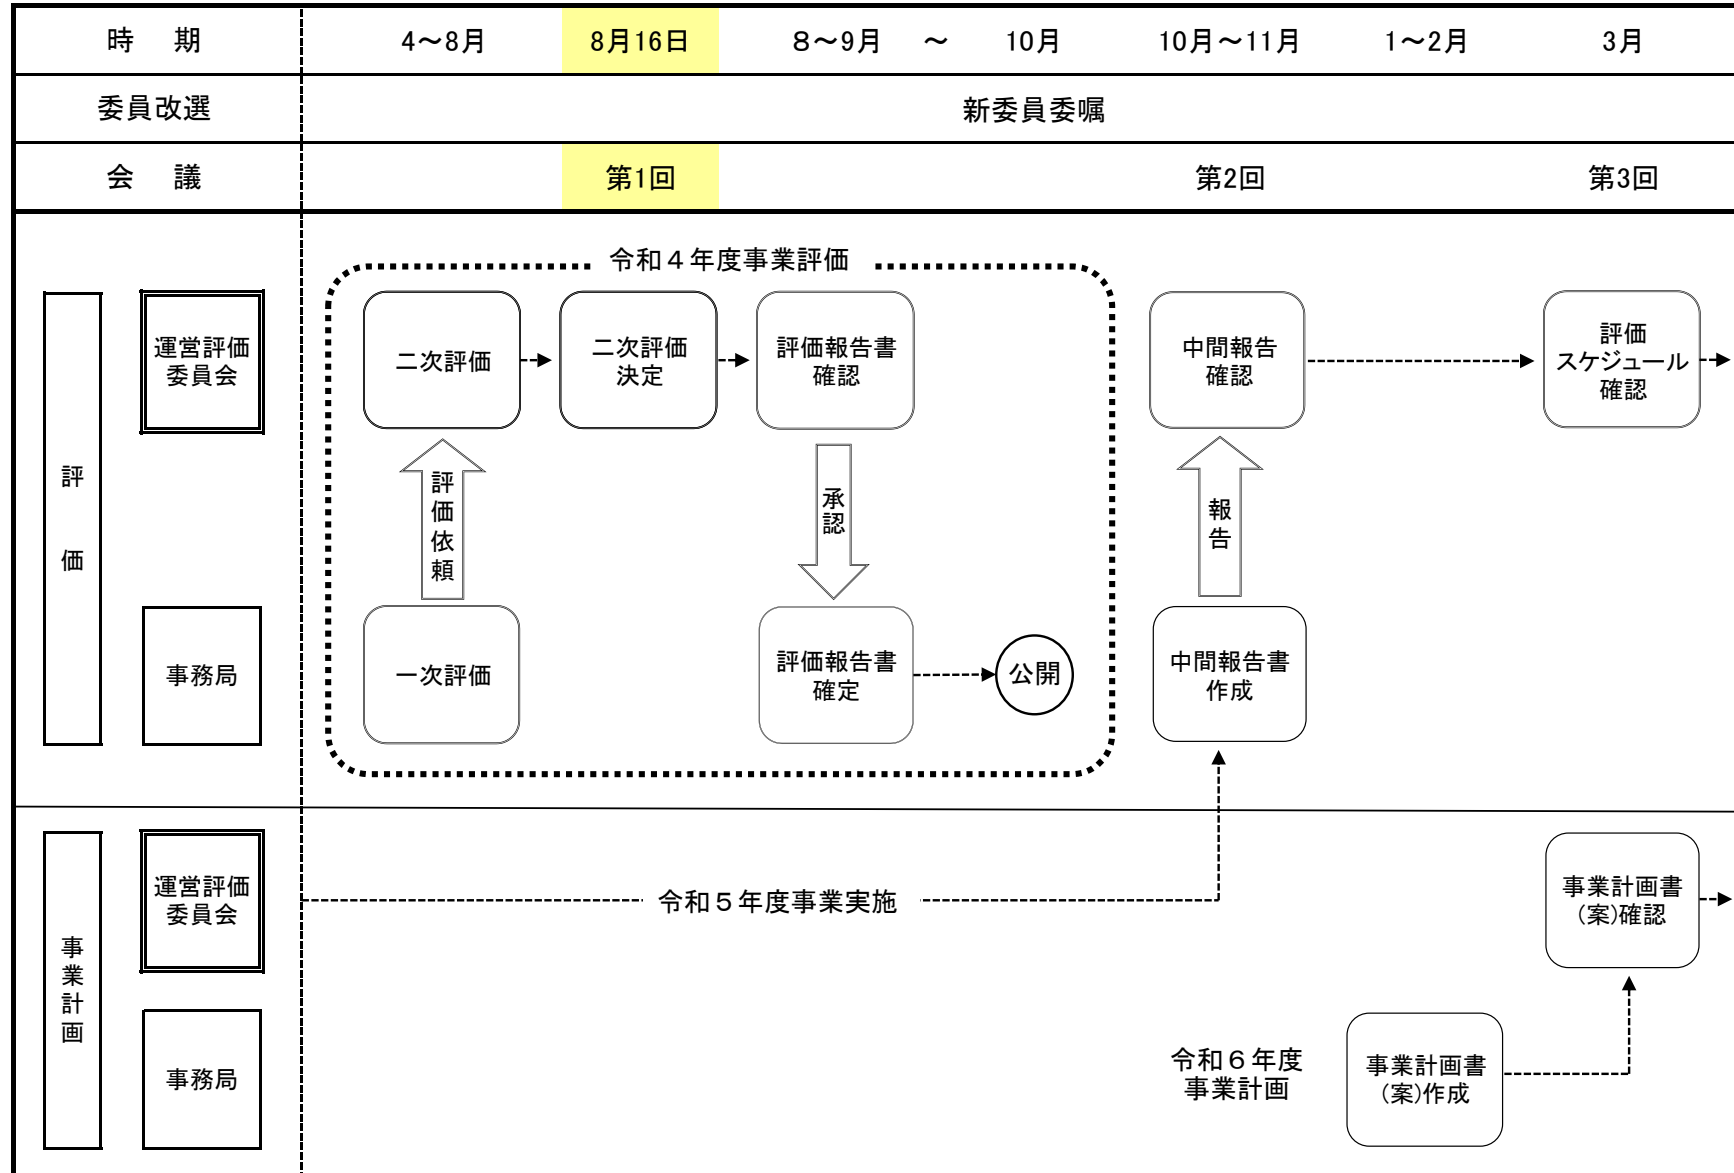 時　期
4～8月
8月16日
8～9月　～　10月
10月～11月
1～2月
3月
委員改選
新委員委嘱
会　議
第1回
第2回
第3回
令和４年度事業評価
評価
運営評価
委員会
二次評価
二次評価
決定
評価報告書
確認
中間報告
確認
評価
スケジュール
確認
評価依頼
承認
報告
事務局
一次評価
評価報告書
確定
公開
中間報告書
作成
事業計画
運営評価
委員会
令和５年度事業実施
事業計画書
（案）確認
事務局
令和６年度
事業計画
事業計画書
（案）作成